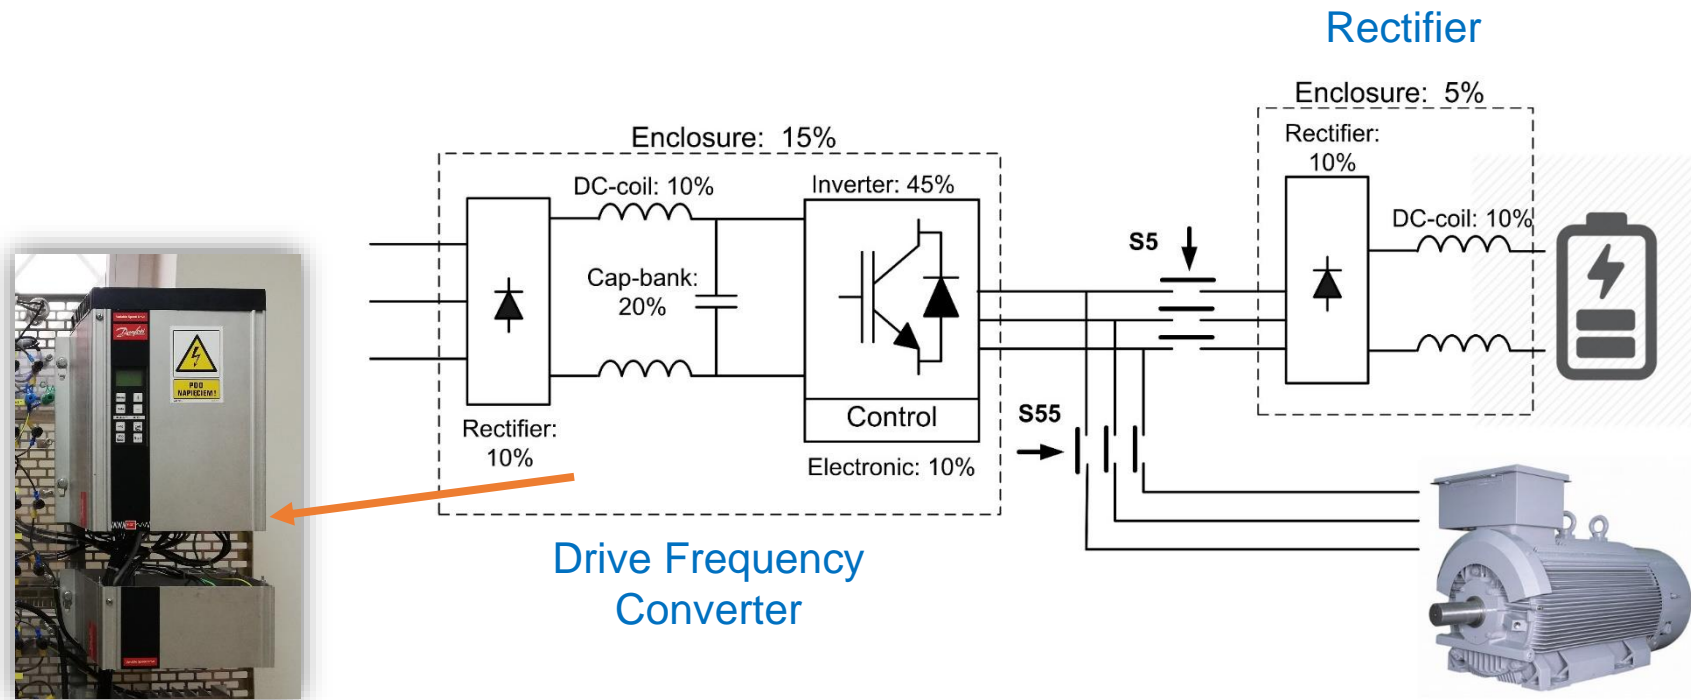 Rectifier
Enclosure: 5%
Rectifier:
10%
DC-coil: 10%
Enclosure: 15%
DC-coil: 10%
Inverter: 45%
Cap-bank:
20%
S5
S55
Control
Electronic: 10%
Rectifier:
10%
Drive Frequency
Converter
Danfoss
POD
NAPIĘCIEM!